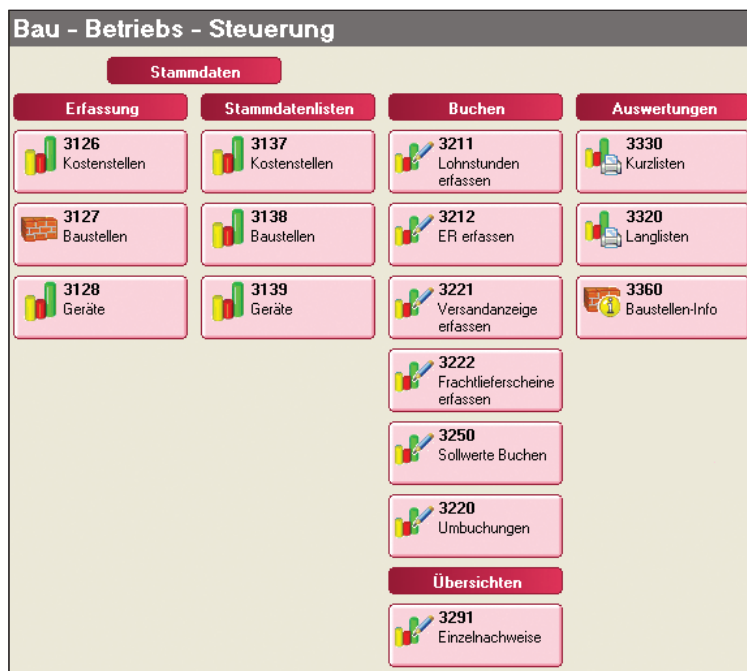 Bau - Betriebs - Steuerung
Stammdaten
Erfassung
3126
Kostenstellen
3127
Baustellen
3128
Geräte
Stammdatenlisten
3137
Kostenstellen
3138
Baustellen
3139
Geräte
Buchen
3211
Lohnstunden
erfassen
3212
ER erfassen
3221
Versandanzeige
erfassen
3222
Frachtlieferscheine
erfassen
3250
Sollwerte Buchen
3220
Umbuchungen
Übersichten
3291
Einzelnachweise
Auswertungen
3330
Kurzlisten
3320
Langlisten
3360
Baustellen-Info